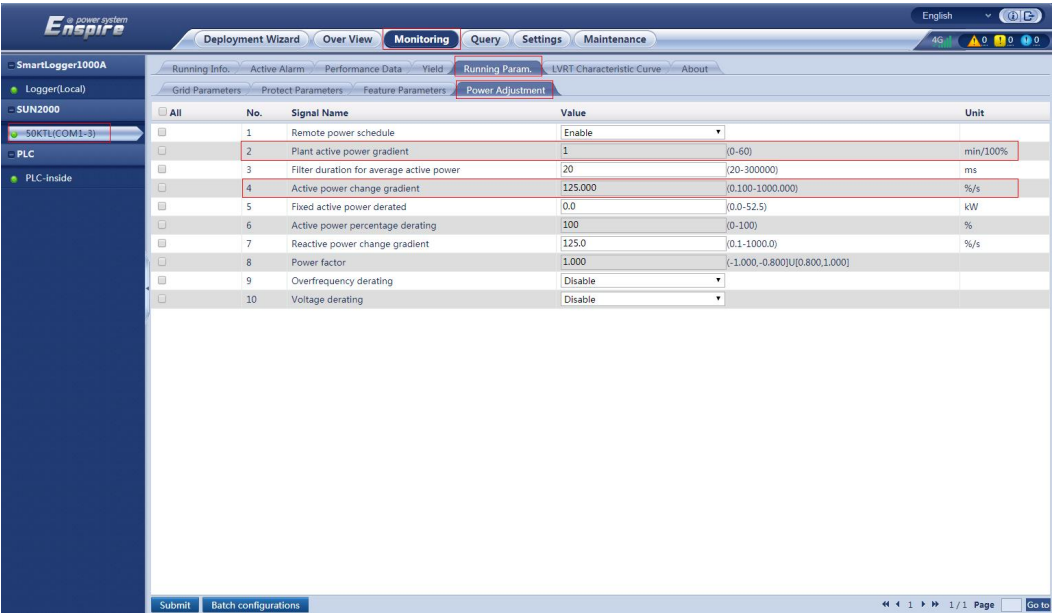 e power system
Enspire
English
Deployment Wizard Over View Monitoring Query Settings Maintenance
4G 0 0 0
SmartLogger1000A
Logger(Local)
SUN2000
50KTL(COM1-3)
PLC
PLC-inside
Running Info. Active Alarm Performance Data Yield Running Param. LVRT Characteristic Curve About
Grid Parameters Protect Parameters Feature Parameters Power Adjustment
All No. Signal Name Value Unit
1 Remote power schedule Enable
2 Plant active power gradient 1 (0-60) min/100%
3 Filter duration for average active power 20 (20-300000) ms
4 Active power change gradient 125.000 (0.100-1000.000) %/s
5 Fixed active power derated 0.0 (0.0-52.5) kW
6 Active power percentage derating 100 (0-100) %
7 Reactive power change gradient 125.0 (0.1-1000.0) %/s
8 Power factor 1.000 (-1.000,-0.800]U[0.800,1.000]
9 Overfrequency derating Disable
10 Voltage derating Disable
Submit Batch configurations 1 1/1 Page Go to